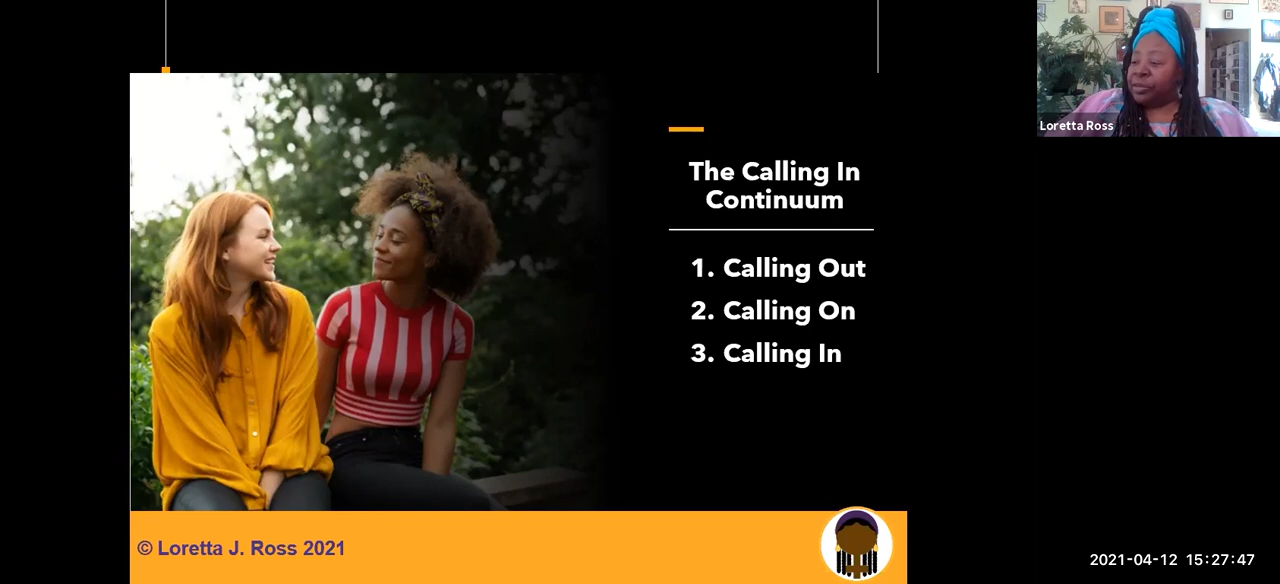 Loretta Ross
The Calling In
Continuum
1. Calling Out
2. Calling On
3. Calling In
© Loretta J. Ross 2021
2021-04-12 15:27:47